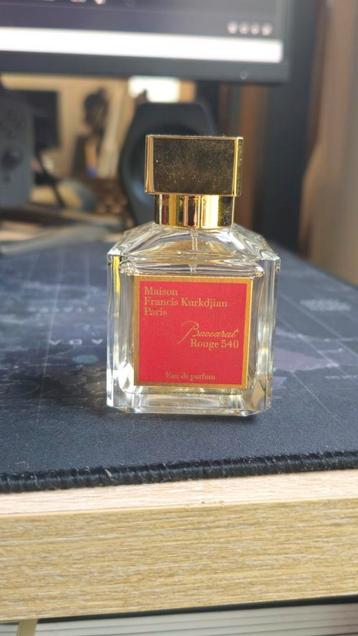 Maison
Francis Kurkdjian
Paris
Baccarat
Rouge 540
Eau de parfum